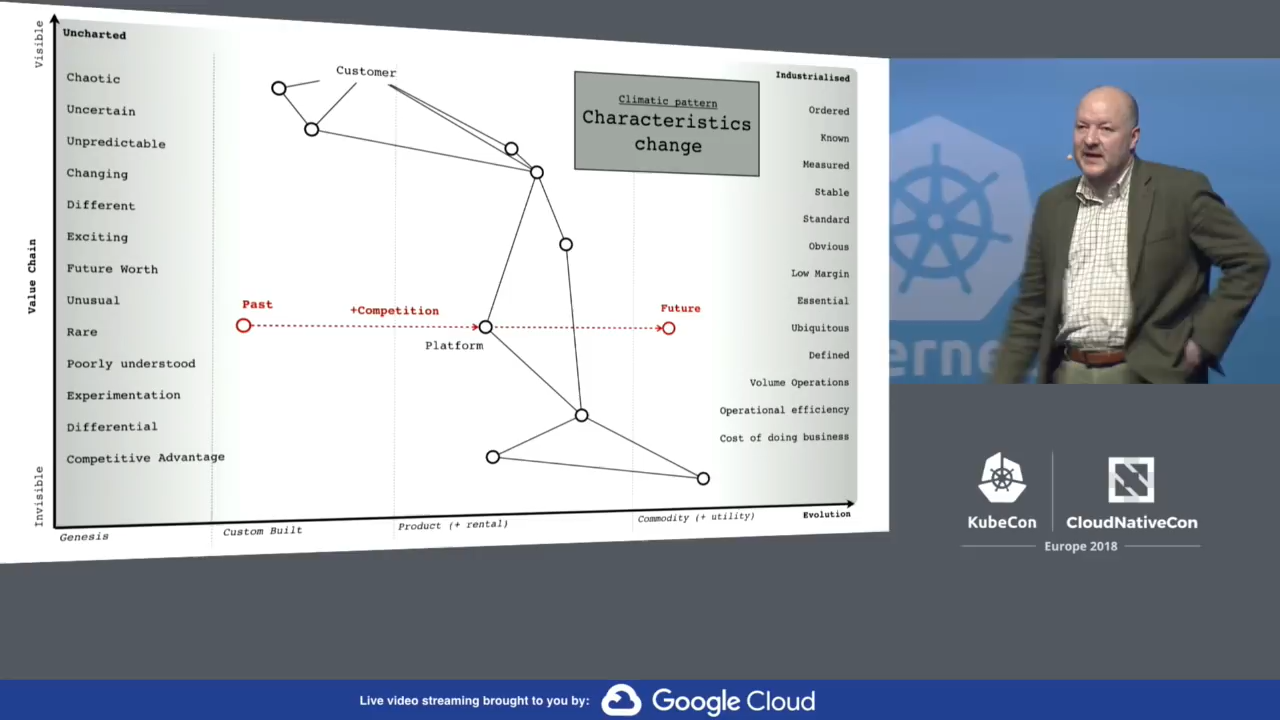 Visible
Uncharted
Chaotic
Uncertain
Unpredictable
Changing
Different
Exciting
Future Worth
Unusual
Rare
Poorly understood
Experimentation
Differential
Competitive Advantage
Value Chain
Invisible
Customer
Climatic pattern
Characteristics
change
Past
+Competition
Platform
Future
Industrialised
Ordered
Known
Measured
Stable
Standard
Obvious
Low Margin
Essential
Ubiquitous
Defined
Volume Operations
Operational efficiency
Cost of doing business
Genesis
Custom Built
Product (+ rental)
Commodity (+ utility)
Evolution
erne
KubeCon
CloudNativeCon
Europe 2018
Live video streaming brought to you by:
Google Cloud